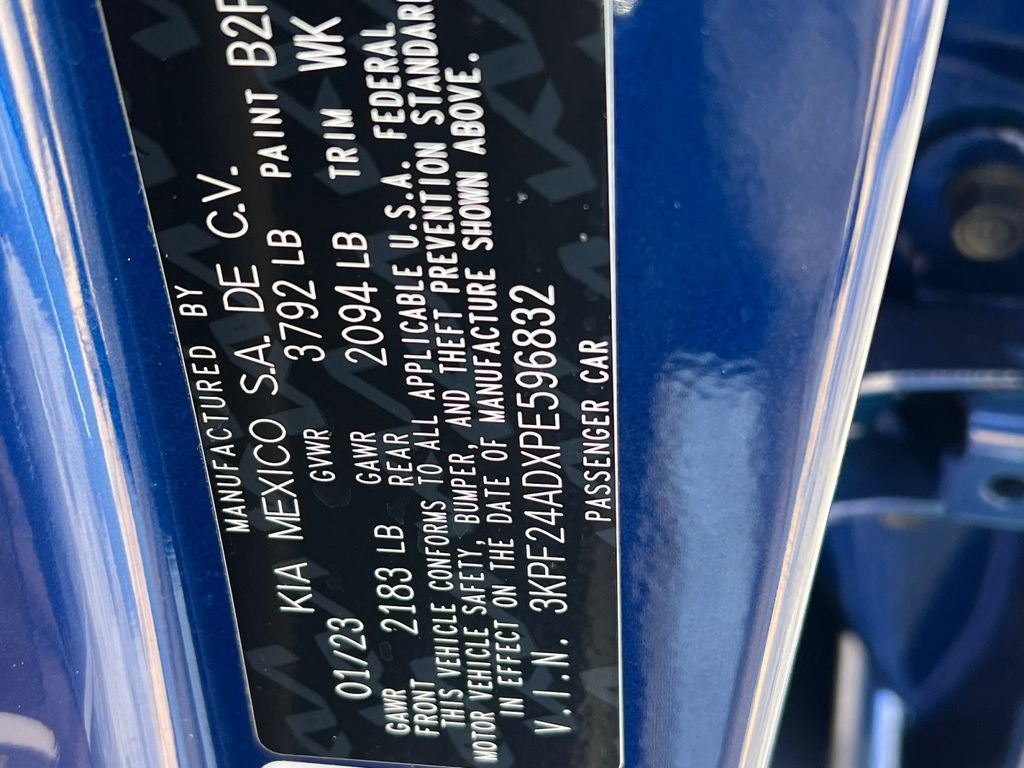 MANUFACTURED BY
KIA MEXICO S.A. DE C.V.
01/23 GVWR 3792 LB PAINT
GAWR FRONT 2183 LB GAWR REAR 2094 LB TRIM WK
THIS VEHICLE CONFORMS TO ALL APPLICABLE U.S.A. FEDERAL
MOTOR VEHICLE SAFETY, BUMPER, AND THEFT PREVENTION
IN EFFECT ON THE DATE OF MANUFACTURE SHOWN ABOVE.
V.I.N. 3KPF24ADXPE596832
PASSENGER CAR